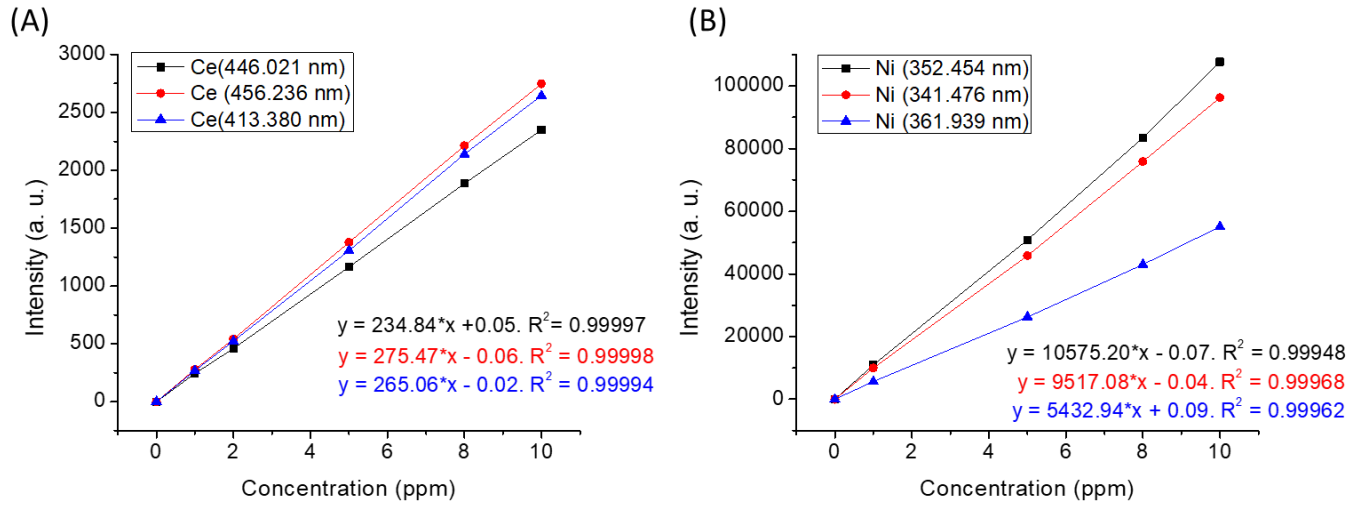 (A)
3000
2500
2000
1500
1000
500
0
Intensity (a. u.)
Ce(446.021 nm)
Ce (456.236 nm)
Ce(413.380 nm)
y = 234.84*x +0.05. R²= 0.99997
y = 275.47*x - 0.06. R² = 0.99998
y = 265.06*x - 0.02. R² = 0.99994
0 2 4 6 8 10
Concentration (ppm)
(B)
100000
80000
60000
40000
20000
0
Intensity (a. u.)
Ni (352.454 nm)
Ni (341.476 nm)
Ni (361.939 nm)
y = 10575.20*x - 0.07. R² = 0.99948
y = 9517.08*x - 0.04. R² = 0.99968
y = 5432.94*x + 0.09. R² = 0.99962
0 2 4 6 8 10
Concentration (ppm)